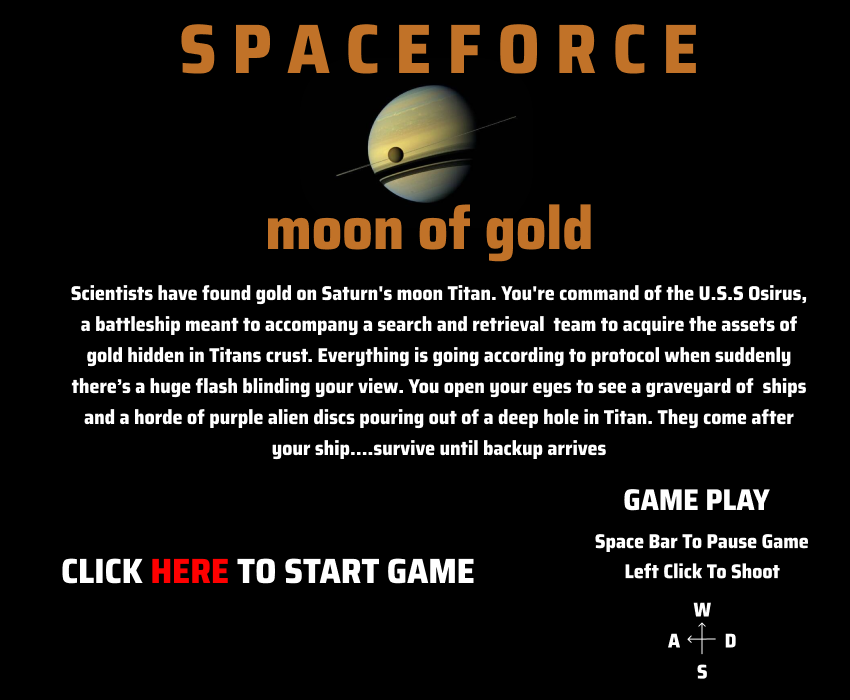 SPACEFORCE
moon of gold
Scientists have found gold on Saturn's moon Titan. You're command of the U.S.S Osirus,
a battleship meant to accompany a search and retrieval  team to acquire the assets of
gold hidden in Titans crust. Everything is going according to protocol when suddenly
there’s a huge flash blinding your view. You open your eyes to see a graveyard of  ships
and a horde of purple alien discs pouring out of a deep hole in Titan. They come after
your ship....survive until backup arrives
GAME PLAY
Space Bar To Pause Game
Left Click To Shoot
CLICK HERE TO START GAME
W
A D
S